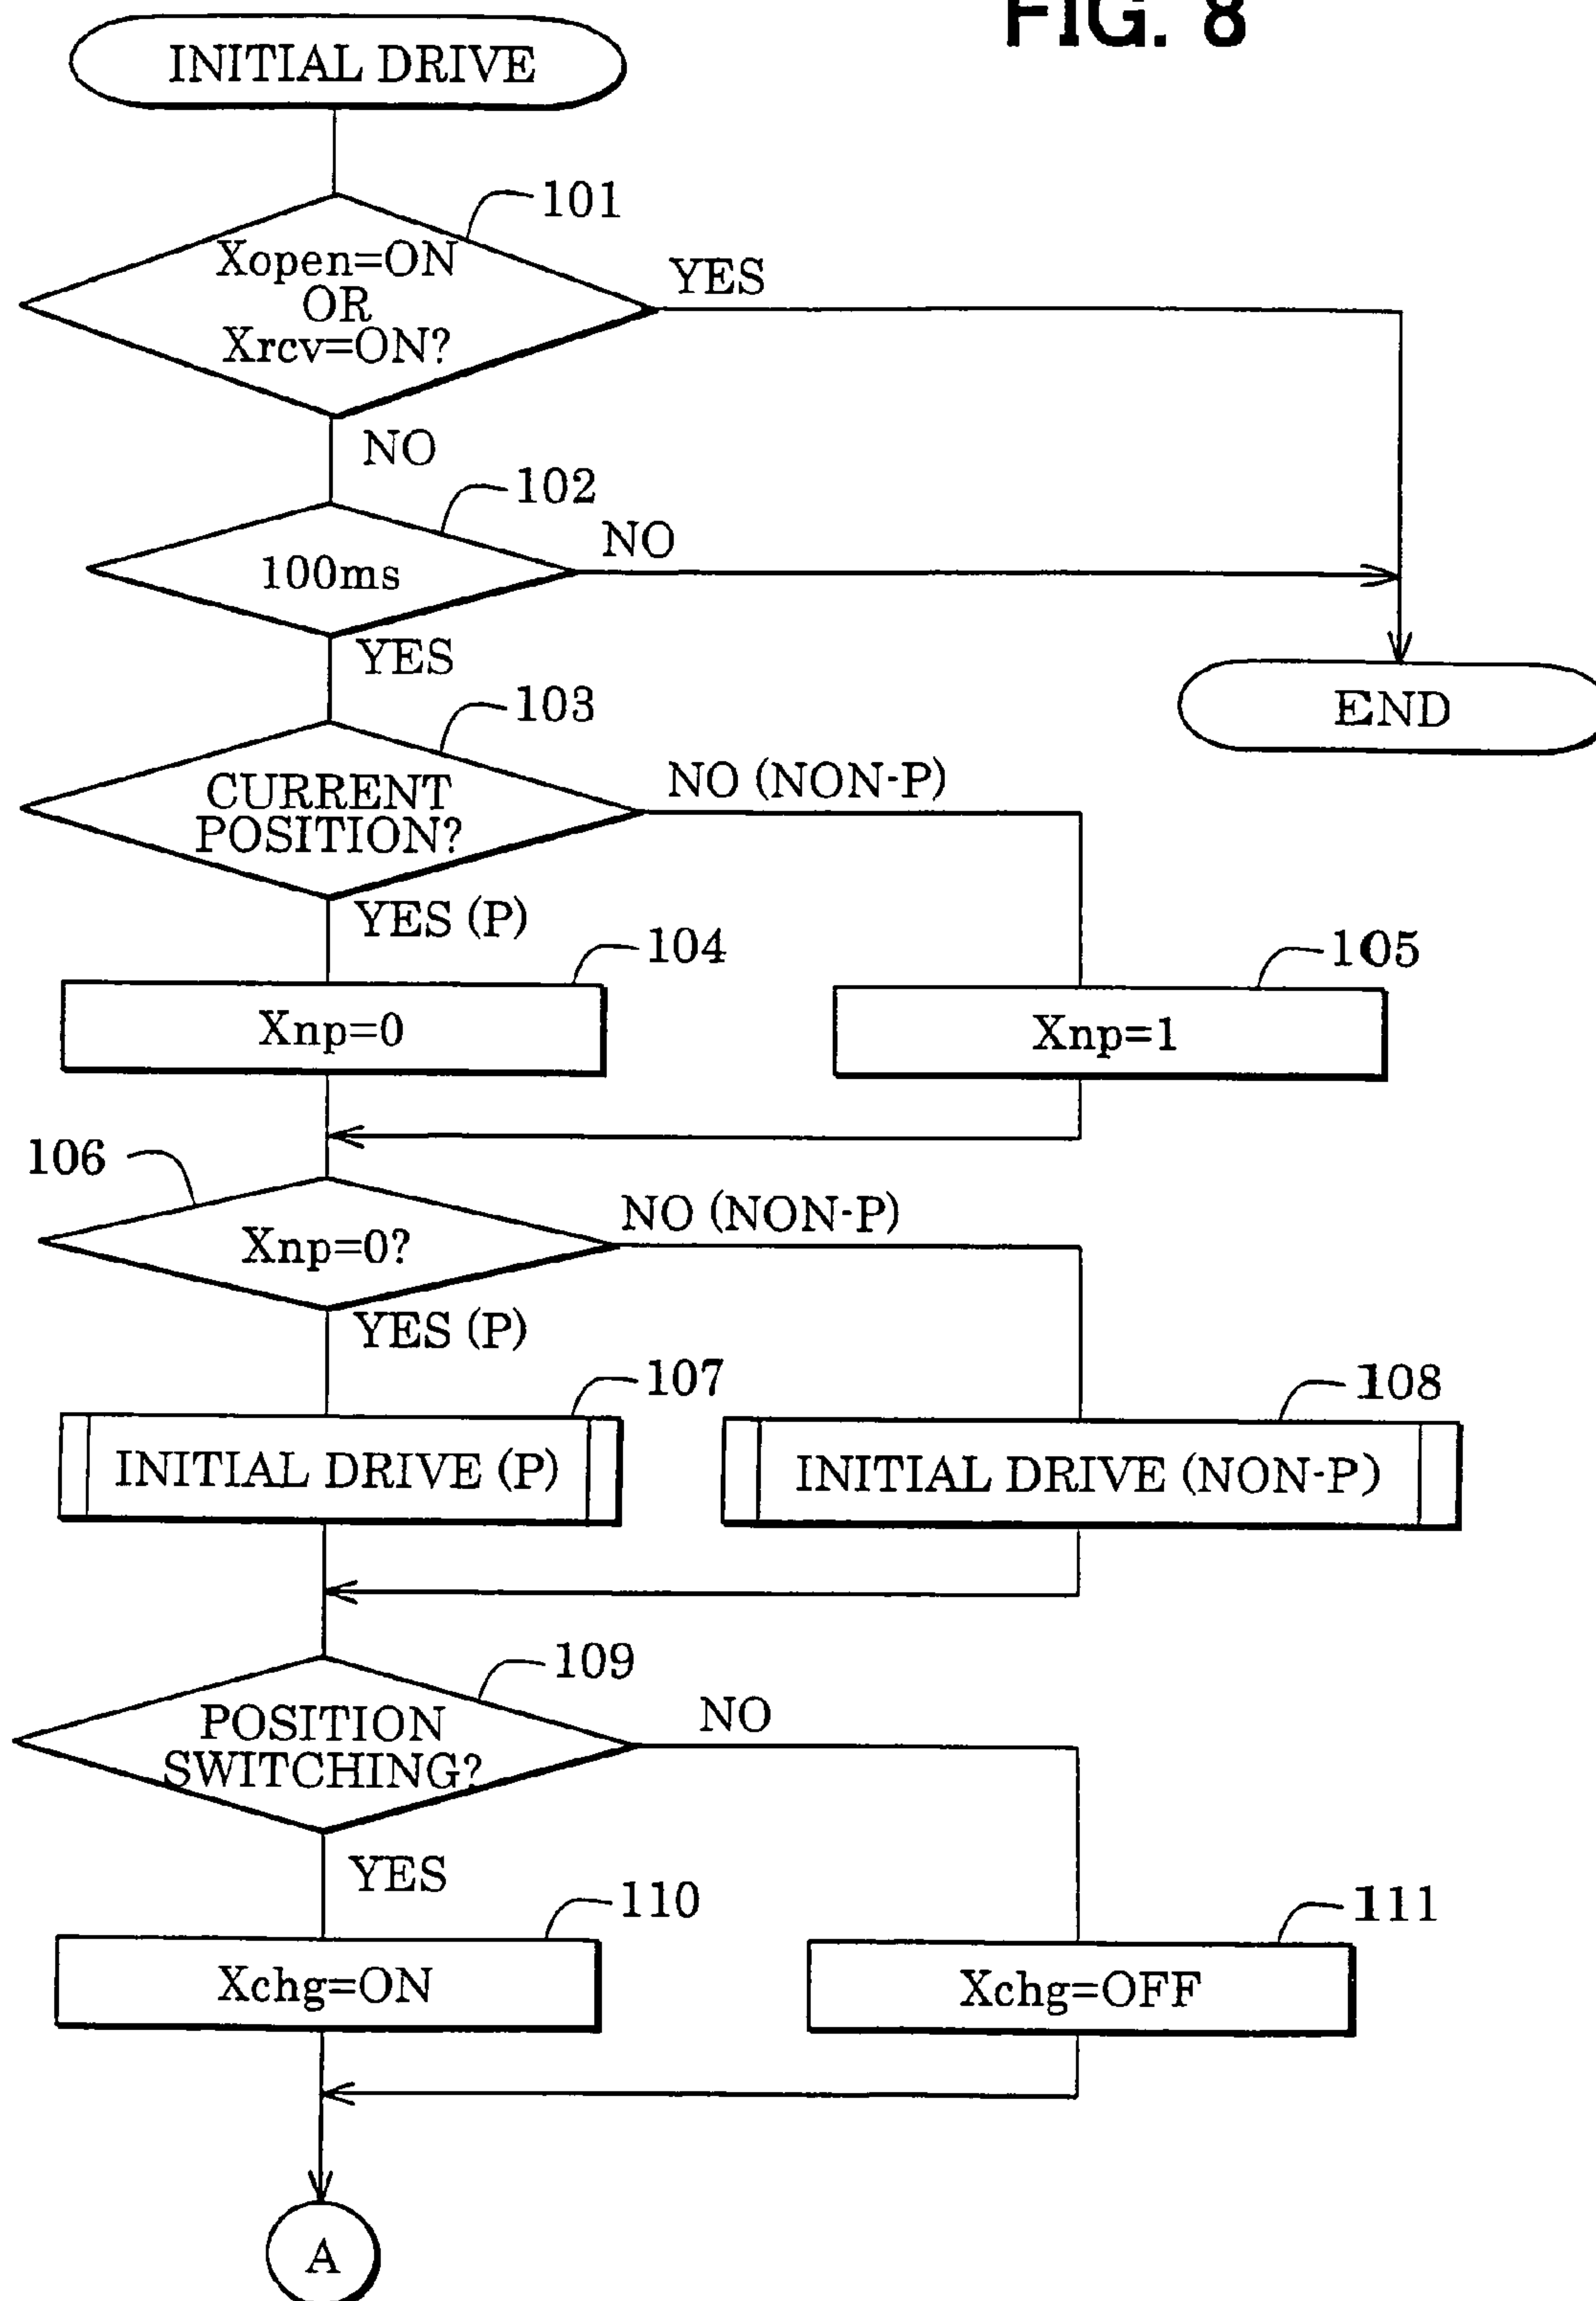 FIG. 8
INITIAL DRIVE
101
Xopen=ON
OR
Xrcv=ON?
YES
NO
102
100ms
NO
YES
END
103
CURRENT
POSITION?
NO (NON-P)
YES (P)
104
Xnp=0
105
Xnp=1
106
Xnp=0?
NO (NON-P)
YES (P)
107
INITIAL DRIVE (P)
108
INITIAL DRIVE (NON-P)
109
POSITION
SWITCHING?
NO
YES
110
Xchg=ON
111
Xchg=OFF
A